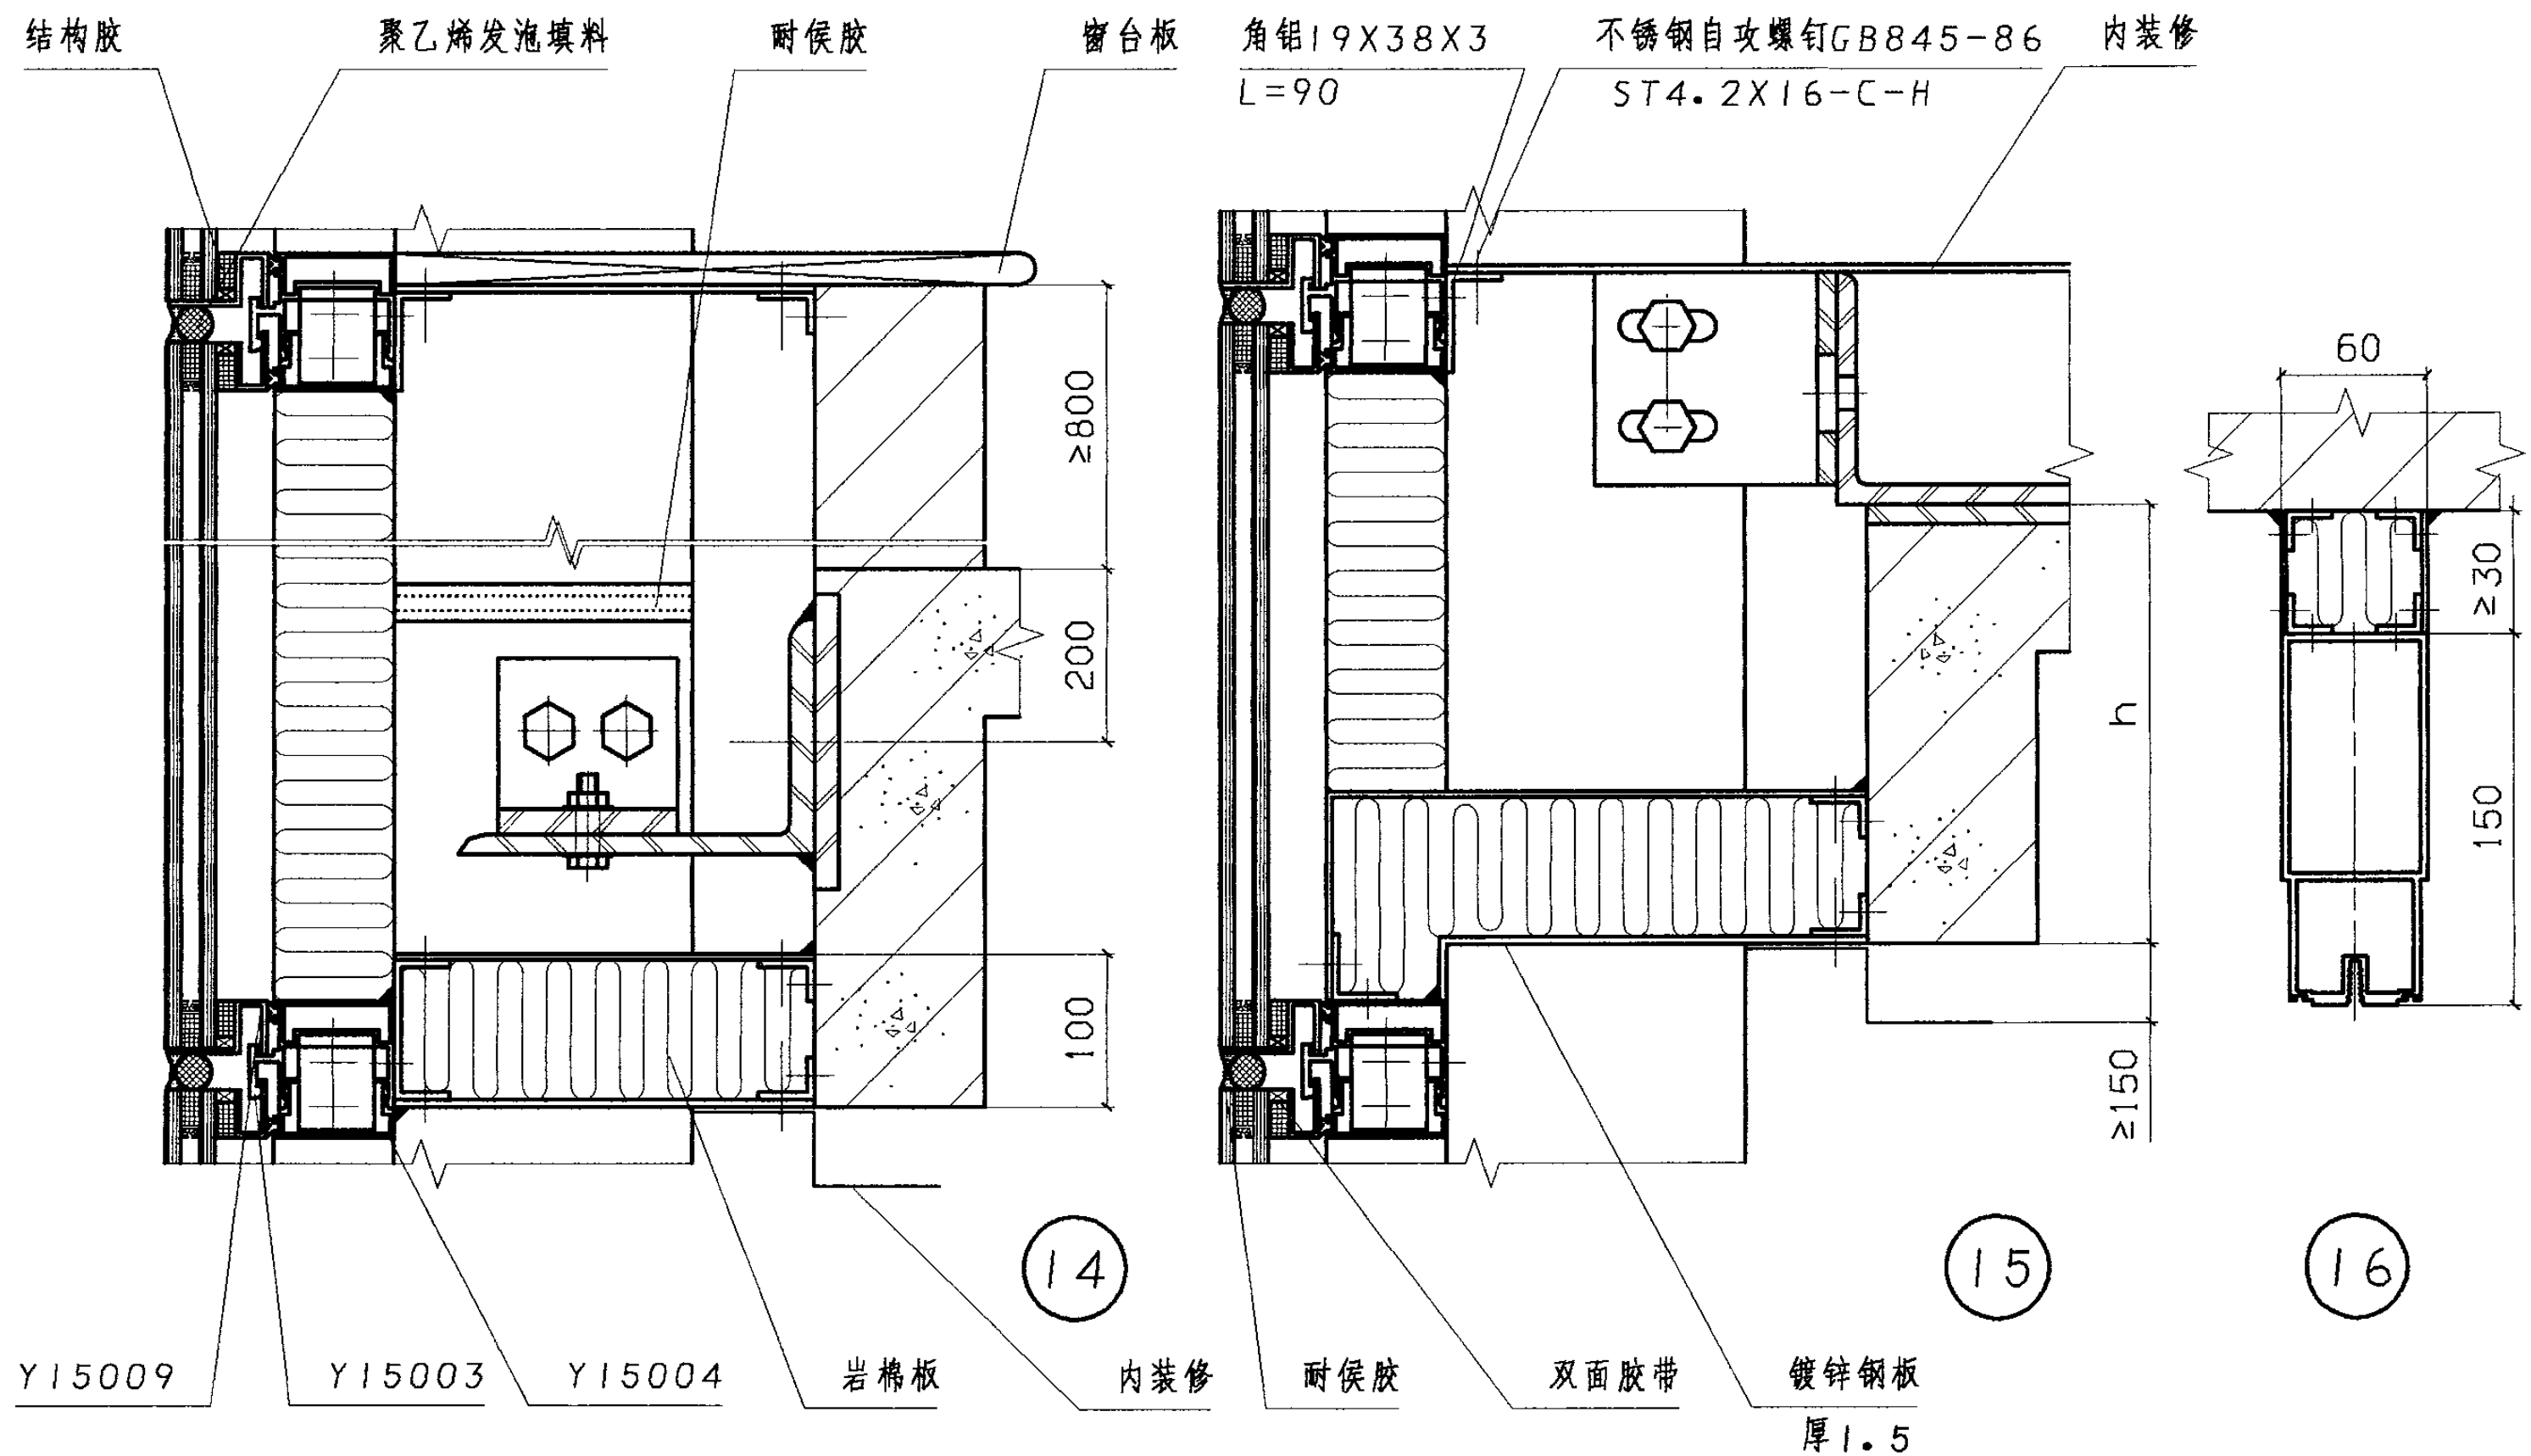 结构胶
聚乙烯发泡填料
耐侯胶
窗台板
角铝19X38X3
L=90
不锈钢自攻螺钉GB845-86
ST4.2X16-C-H
内装修
≥800
200
100
h
≥150
60
≥30
150
14
15
16
Y15009
Y15003
Y15004
岩棉板
内装修
耐侯胶
双面胶带
镀锌钢板
厚1.5